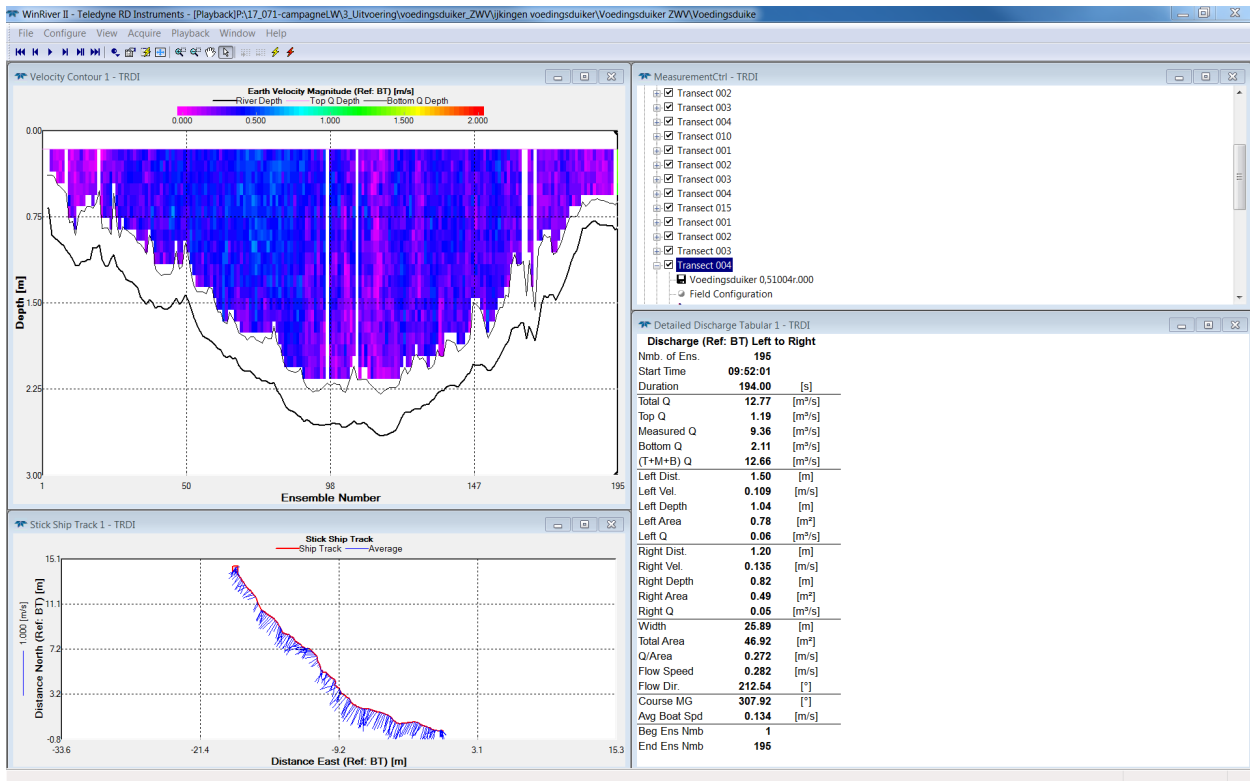 WinRiver II - Teledyne RD Instruments - [Playback]P:\17_071-campagneLW\3_Uitvoering\voedingsduiker_ZWV\ijkingen voedingsduiker\Voedingsduiker ZWV\Voedingsduike
File Configure View Acquire Playback Window Help
Velocity Contour 1 - TRDI
Earth Velocity Magnitude (Ref: BT) [m/s]
River Depth Top Q Depth Bottom Q Depth
0.000 0.500 1.000 1.500 2.000
0.00
0.75
1.50
2.25
3.00
Depth [m]
1 50 98 147 195
Ensemble Number
Stick Ship Track 1 - TRDI
Stick Ship Track
Ship Track Average
15.1
11.1
7.2
3.2
-0.8
1.000 [m/s]
Distance North (Ref: BT) [m]
-33.6 -21.4 -9.2 3.1 15.3
Distance East (Ref: BT) [m]
MeasurementCtrl - TRDI
Transect 002
Transect 003
Transect 004
Transect 010
Transect 001
Transect 002
Transect 003
Transect 004
Transect 015
Transect 001
Transect 002
Transect 003
Transect 004
Voedingsduiker 0,51004r.000
Field Configuration
Detailed Discharge Tabular 1 - TRDI
Discharge (Ref: BT) Left to Right
Nmb. of Ens. 195
Start Time 09:52:01
Duration 194.00 [s]
Total Q 12.77 [m³/s]
Top Q 1.19 [m³/s]
Measured Q 9.36 [m³/s]
Bottom Q 2.11 [m³/s]
(T+M+B) Q 12.66 [m³/s]
Left Dist. 1.50 [m]
Left Vel. 0.109 [m/s]
Left Depth 1.04 [m]
Left Area 0.78 [m²]
Left Q 0.06 [m³/s]
Right Dist. 1.20 [m]
Right Vel. 0.135 [m/s]
Right Depth 0.82 [m]
Right Area 0.49 [m²]
Right Q 0.05 [m³/s]
Width 25.89 [m]
Total Area 46.92 [m²]
Q/Area 0.272 [m/s]
Flow Speed 0.282 [m/s]
Flow Dir. 212.54 [°]
Course MG 307.92 [°]
Avg Boat Spd 0.134 [m/s]
Beg Ens Nmb 1
End Ens Nmb 195